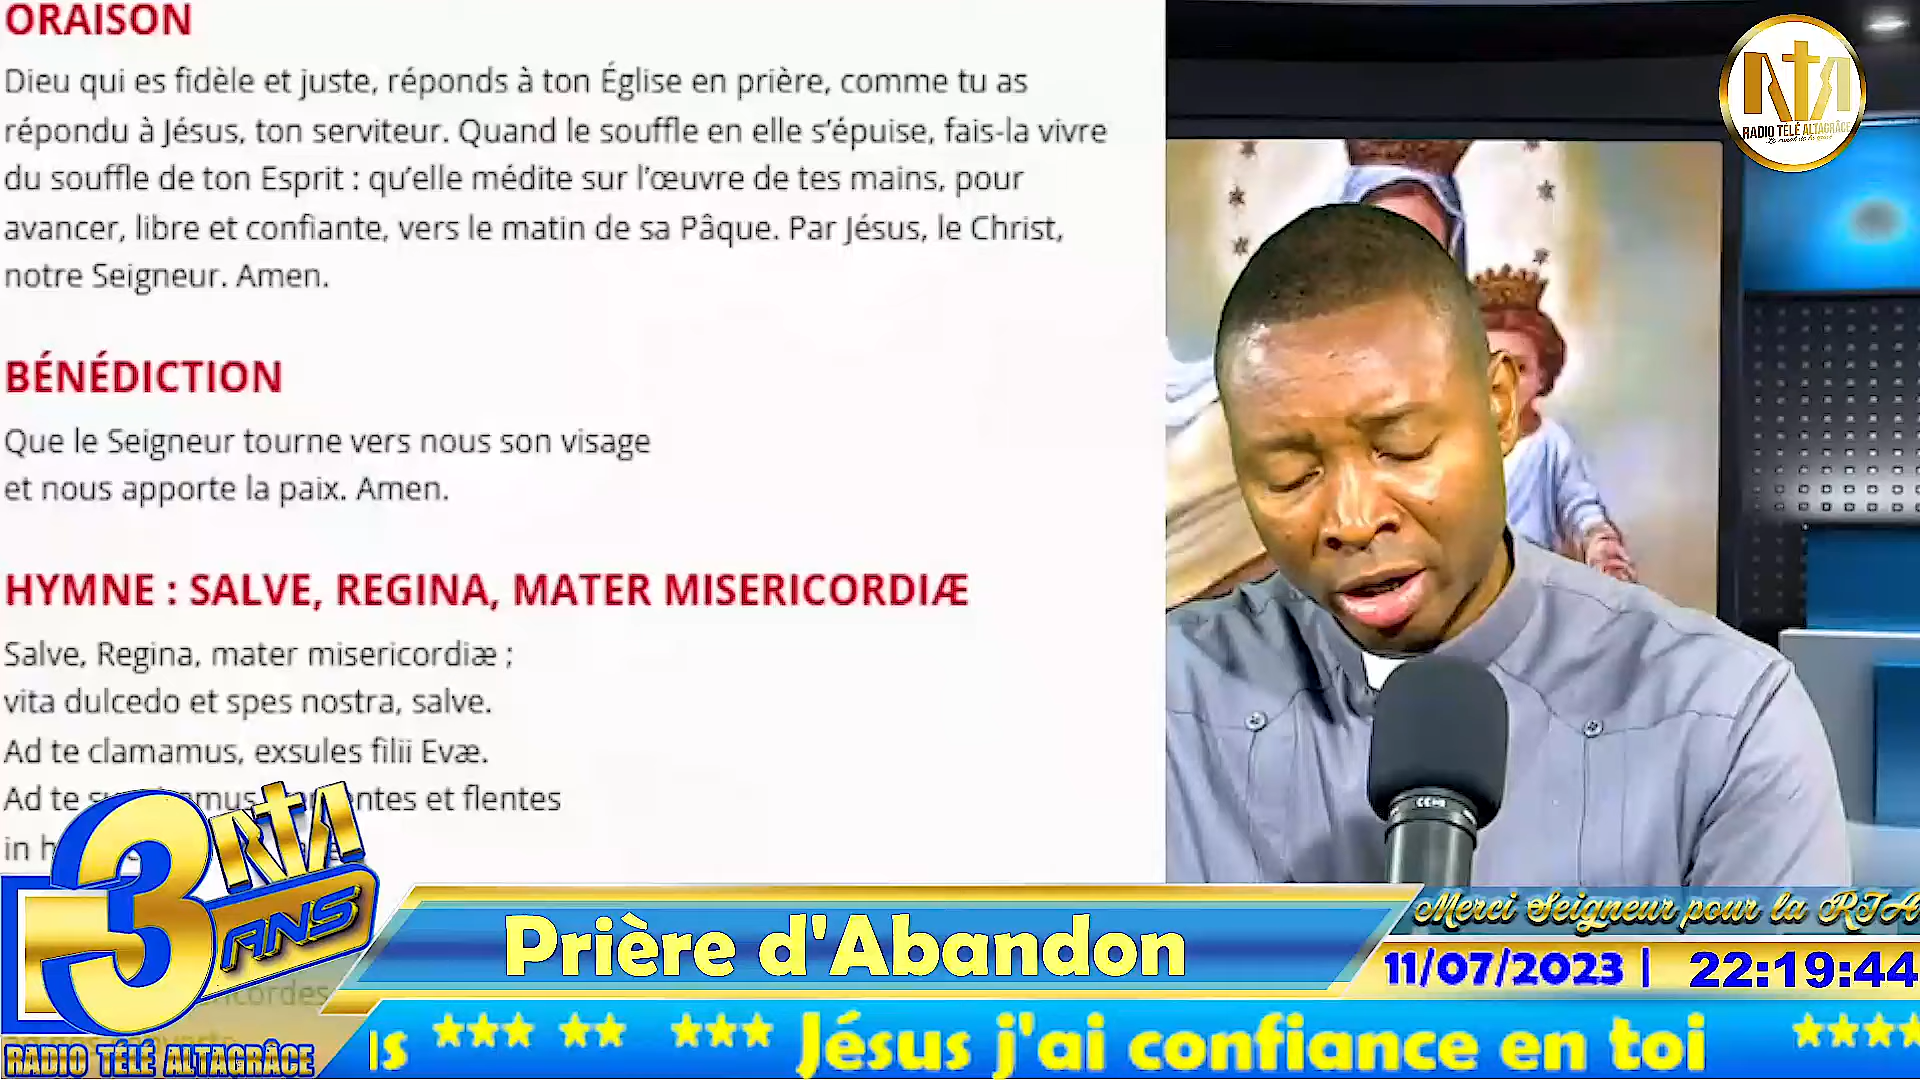 ORAISON
Dieu qui es fidèle et juste, réponds à ton Église en prière, comme tu as
répondu à Jésus, ton serviteur. Quand le souffle en elle s’épuise, fais-la vivre
du souffle de ton Esprit : qu’elle médite sur l’œuvre de tes mains, pour
avancer, libre et confiante, vers le matin de sa Pâque. Par Jésus, le Christ,
notre Seigneur. Amen.
BÉNÉDICTION
Que le Seigneur tourne vers nous son visage
et nous apporte la paix. Amen.
HYMNE : SALVE, REGINA, MATER MISERICORDIÆ
Salve, Regina, mater misericordiæ ;
vita dulcedo et spes nostra, salve.
Ad te clamamus, exsules filii Evæ.
Ad te et flentes
in
RTA
RADIO TÉLÉ ALTAGRÂCE
3 RTA
ANS
RADIO TÉLÉ ALTAGRÂCE
Prière d'Abandon
Merci Seigneur pour la RTA
11/07/2023 | 22:19:44
ls *** ** *** Jésus j'ai confiance en toi ****